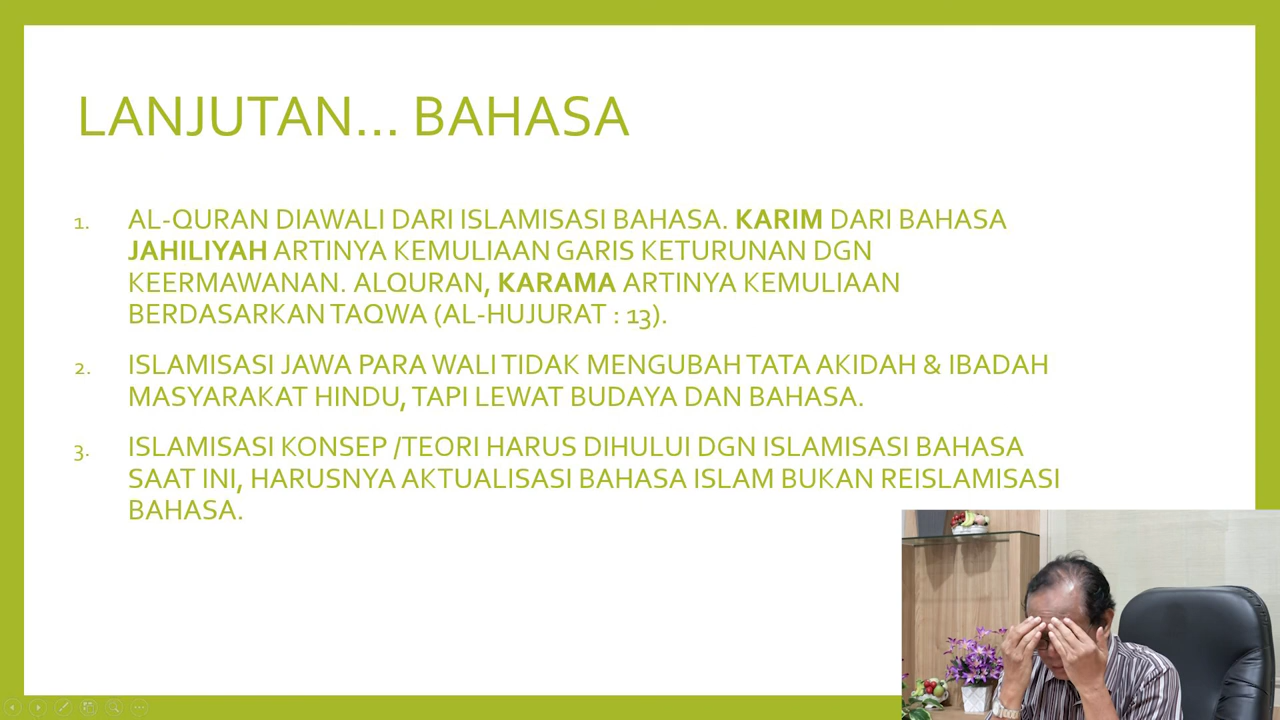 LANJUTAN... BAHASA
1. AL-QURAN DIAWALI DARI ISLAMISASI BAHASA. KARIM DARI BAHASA
JAHILIYAH ARTINYA KEMULIAAN GARIS KETURUNAN DGN
KEERMAWANAN. ALQURAN, KARAMA ARTINYA KEMULIAAN
BERDASARKAN TAQWA (AL-HUJURAT : 13).
2. ISLAMISASI JAWA PARA WALI TIDAK MENGUBAH TATA AKIDAH & IBADAH
MASYARAKAT HINDU, TAPI LEWAT BUDAYA DAN BAHASA.
3. ISLAMISASI KONSEP /TEORI HARUS DIHULUI DGN ISLAMISASI BAHASA
SAAT INI, HARUSNYA AKTUALISASI BAHASA ISLAM BUKAN REISLAMISASI
BAHASA.